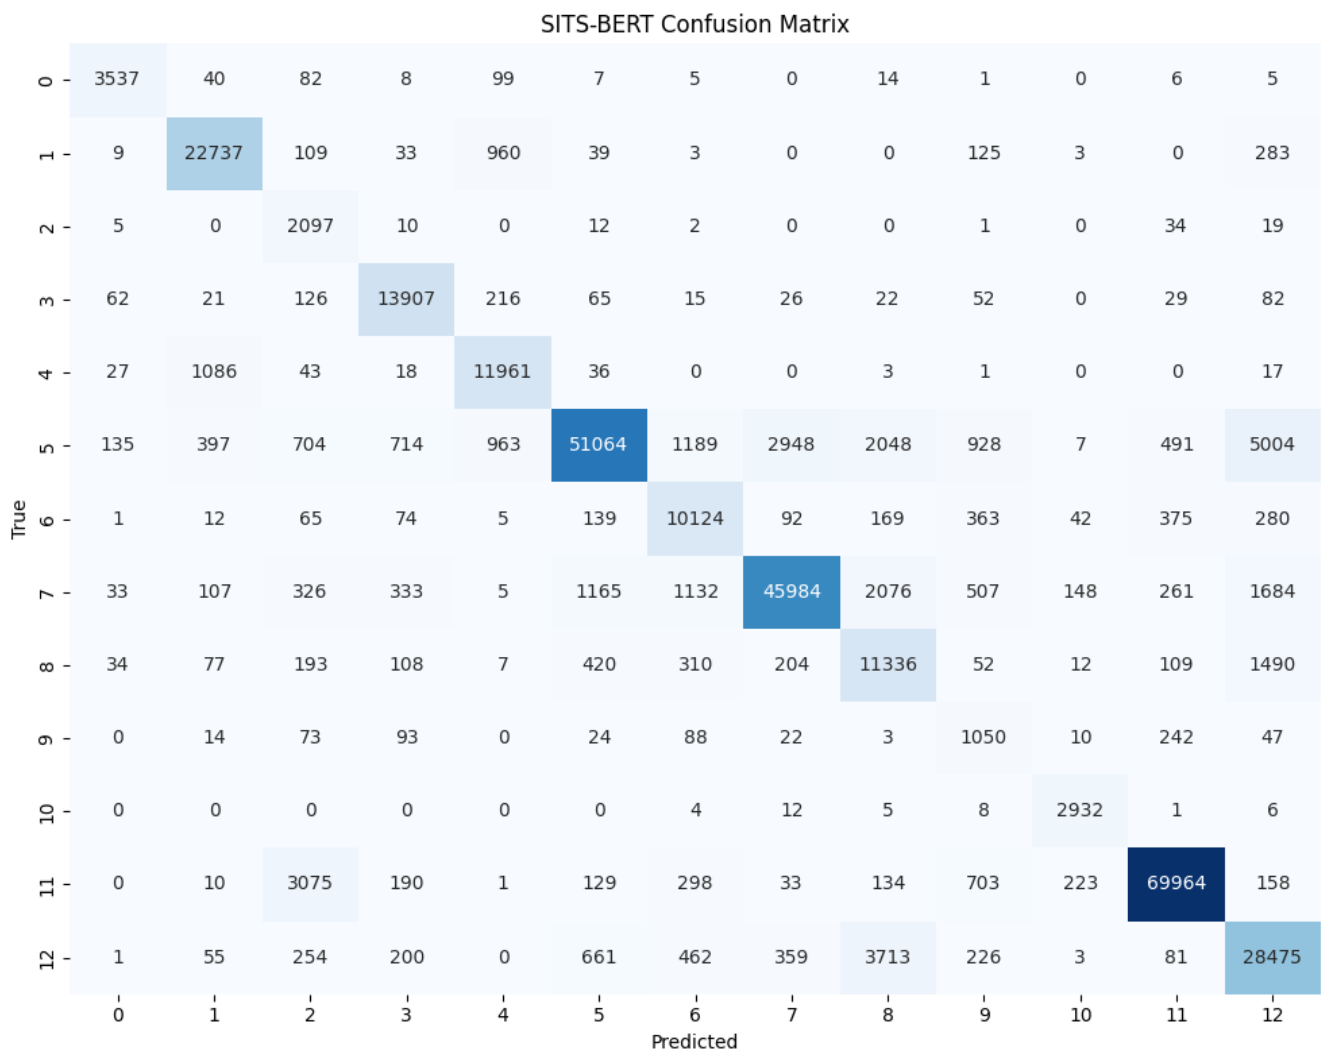 SITS-BERT Confusion Matrix
0 3537 40 82 8 99 7 5 0 14 1 0 6 5
1 9 22737 109 33 960 39 3 0 0 125 3 0 283
2 5 0 2097 10 0 12 2 0 0 1 0 34 19
3 62 21 126 13907 216 65 15 26 22 52 0 29 82
4 27 1086 43 18 11961 36 0 0 3 1 0 0 17
5 135 397 704 714 963 51064 1189 2948 2048 928 7 491 5004
True
6 1 12 65 74 5 139 10124 92 169 363 42 375 280
7 33 107 326 333 5 1165 1132 45984 2076 507 148 261 1684
8 34 77 193 108 7 420 310 204 11336 52 12 109 1490
9 0 14 73 93 0 24 88 22 3 1050 10 242 47
10 0 0 0 0 0 0 4 12 5 8 2932 1 6
11 0 10 3075 190 1 129 298 33 134 703 223 69964 158
12 1 55 254 200 0 661 462 359 3713 226 3 81 28475
0 1 2 3 4 5 6 7 8 9 10 11 12
Predicted